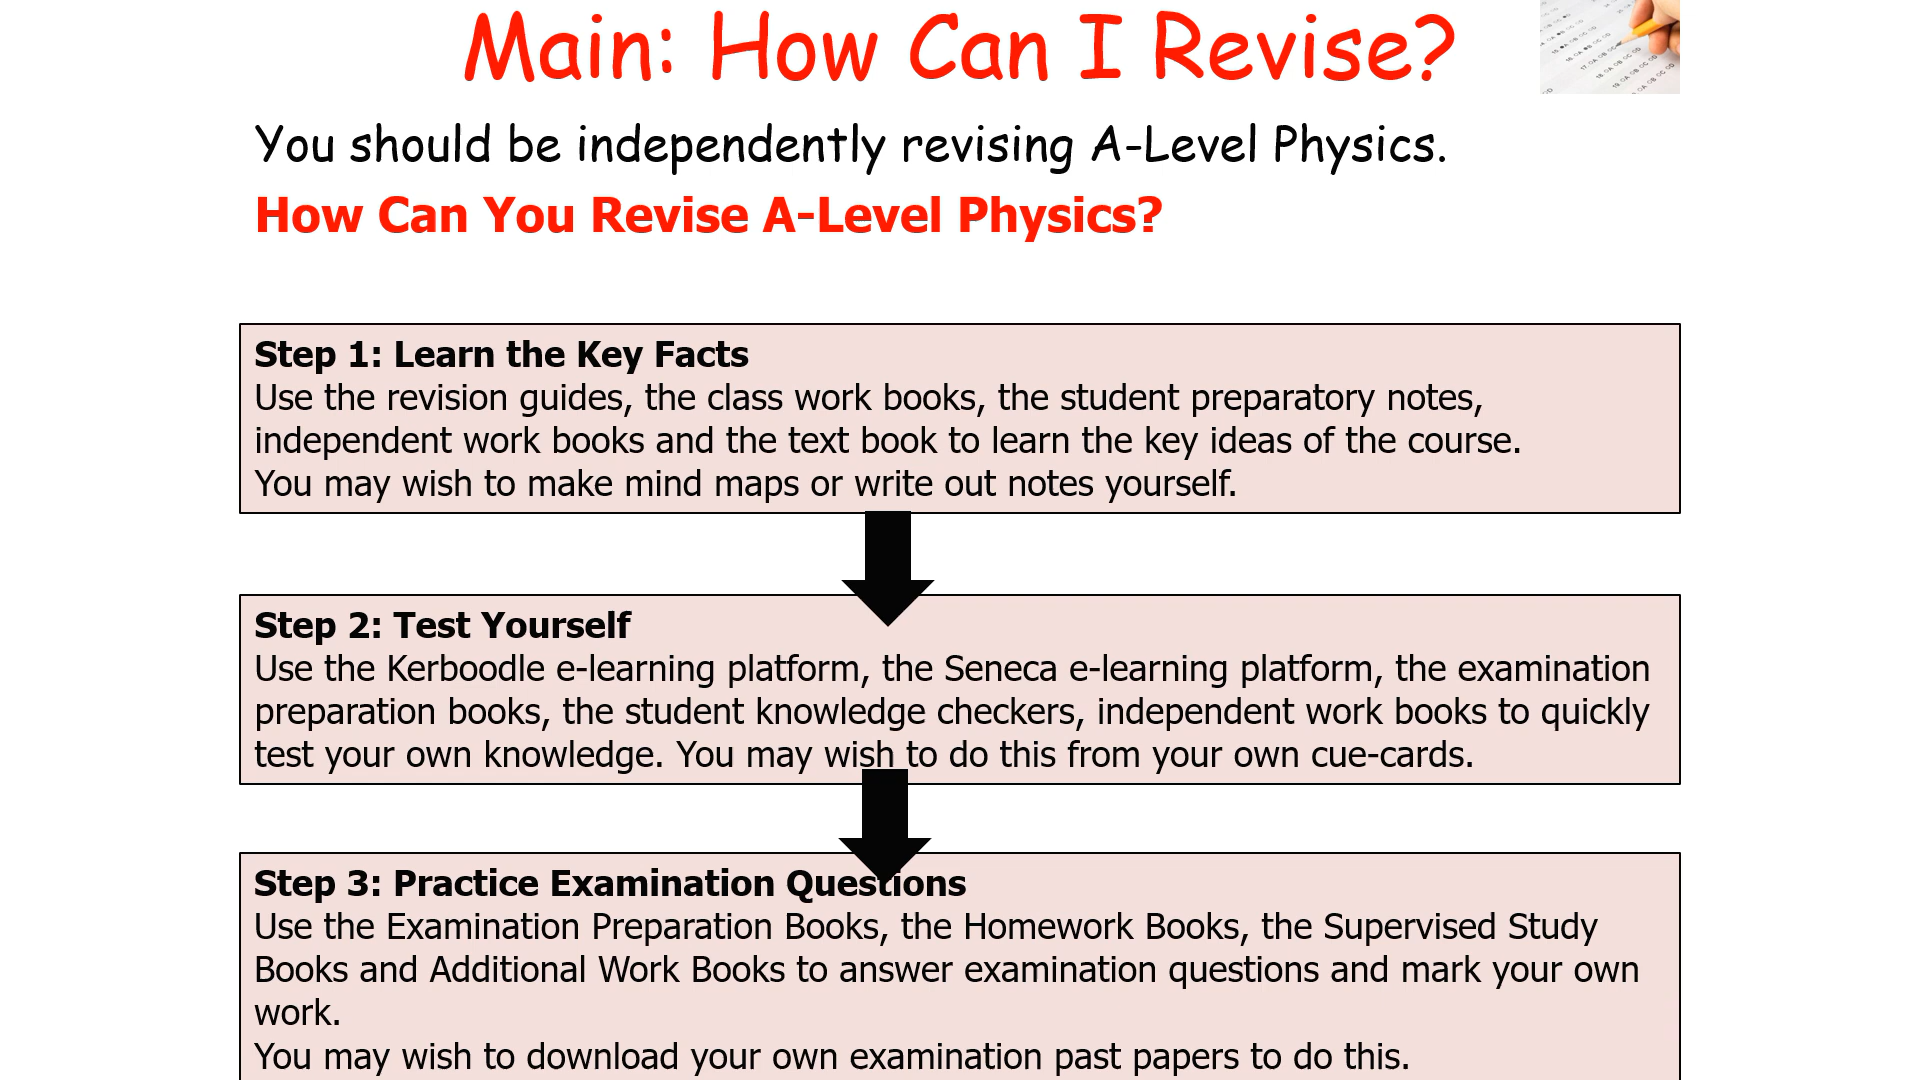 Main: How Can I Revise?
You should be independently revising A-Level Physics.
How Can You Revise A-Level Physics?
Step 1: Learn the Key Facts
Use the revision guides, the class work books, the student preparatory notes,
independent work books and the text book to learn the key ideas of the course.
You may wish to make mind maps or write out notes yourself.
Step 2: Test Yourself
Use the Kerboodle e-learning platform, the Seneca e-learning platform, the examination
preparation books, the student knowledge checkers, independent work books to quickly
test your own knowledge. You may wish to do this from your own cue-cards.
Step 3: Practice Examination Questions
Use the Examination Preparation Books, the Homework Books, the Supervised Study
Books and Additional Work Books to answer examination questions and mark your own
work.
You may wish to download your own examination past papers to do this.